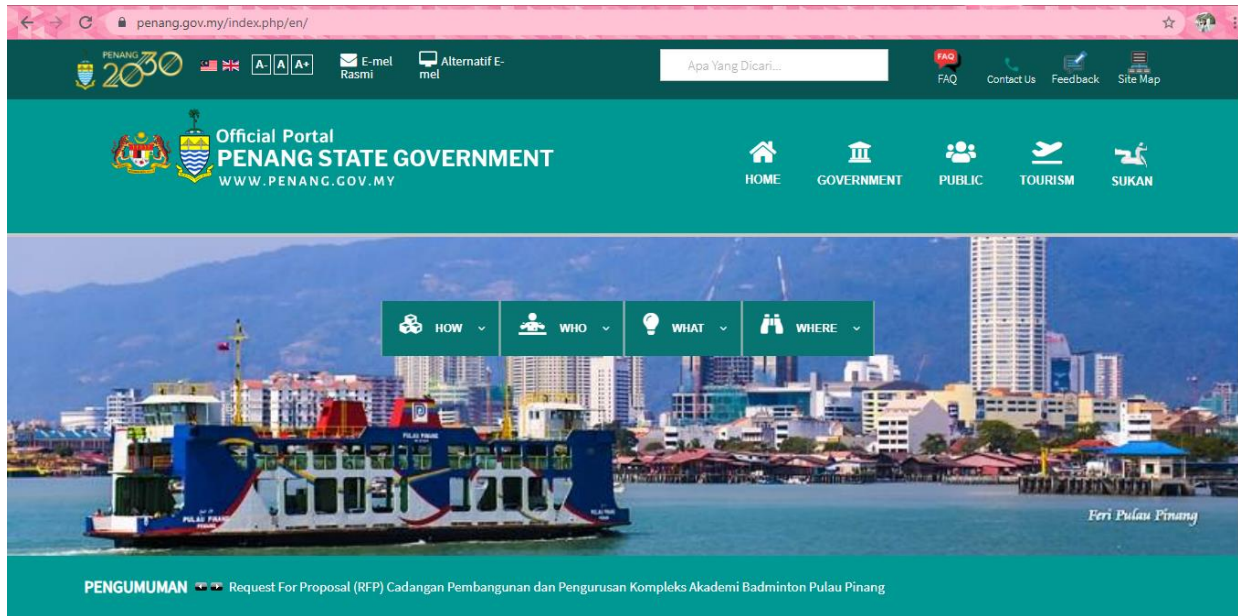 penang.gov.my/index.php/en/
PENANG
2030
A- A A+
E-mel
Rasmi
Alternatif E-
mel
Apa Yang Dicari...
FAQ
FAQ
Contact Us
Feedback
Site Map
Official Portal
PENANG STATE GOVERNMENT
WWW.PENANG.GOV.MY
HOME
GOVERNMENT
PUBLIC
TOURISM
SUKAN
HOW
WHO
WHAT
WHERE
PULAU PINANG
PULAU PINANG
Feri Pulau Pinang
PENGUMUMAN Request For Proposal (RFP) Cadangan Pembangunan dan Pengurusan Kompleks Akademi Badminton Pulau Pinang